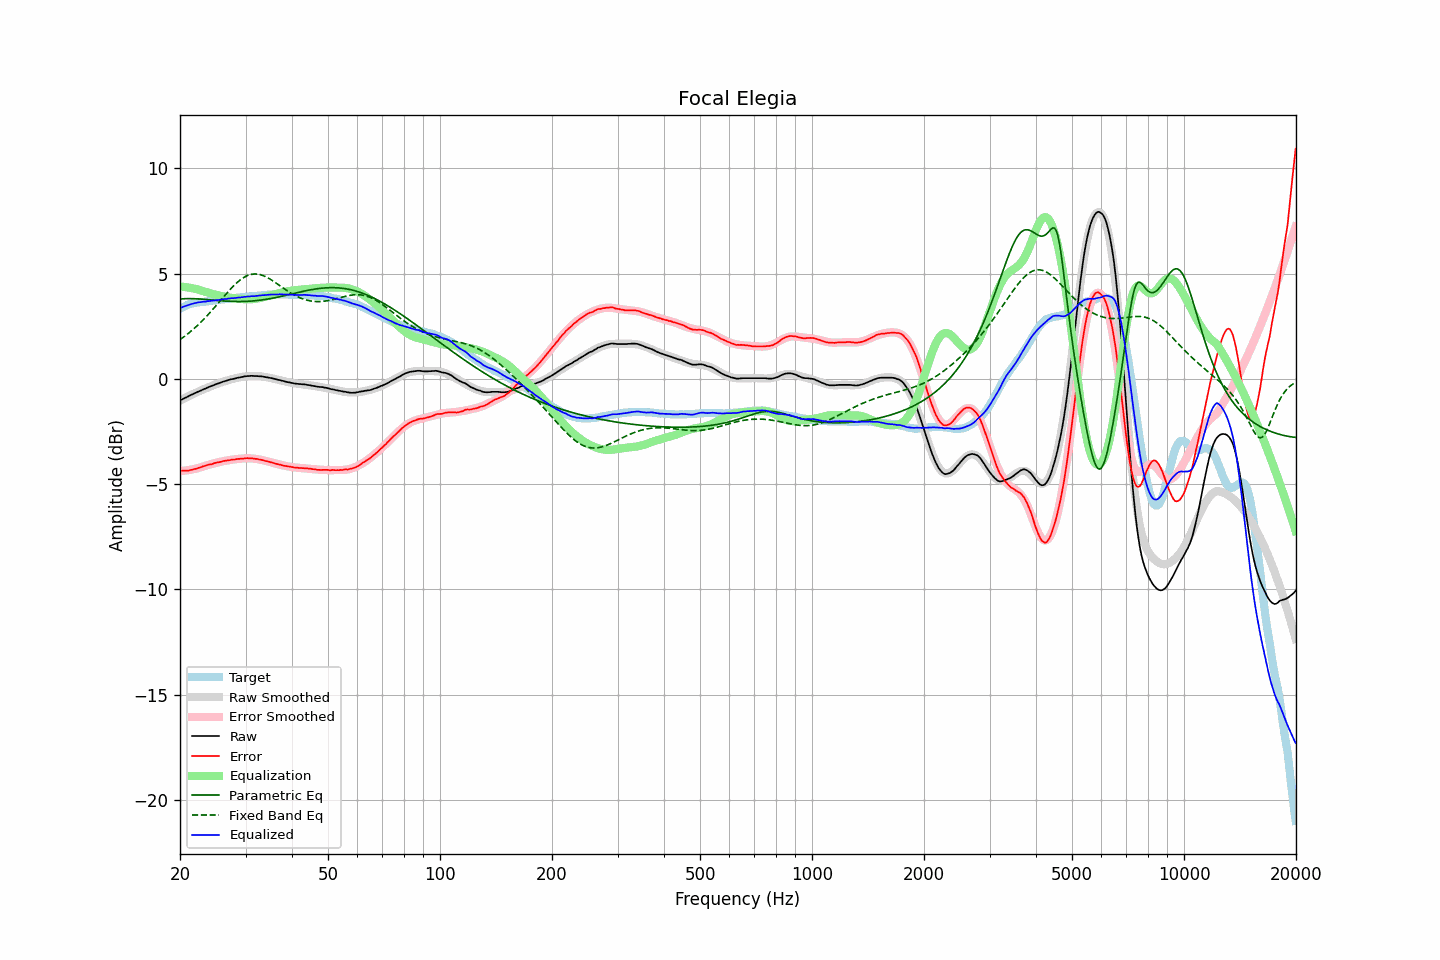 Focal Elegia
Amplitude (dBr)
10
5
0
−5
−10
−15
−20
Target
Raw Smoothed
Error Smoothed
Raw
Error
Equalization
Parametric Eq
Fixed Band Eq
Equalized
20 50 100 200 500 1000 2000 5000 10000 20000
Frequency (Hz)